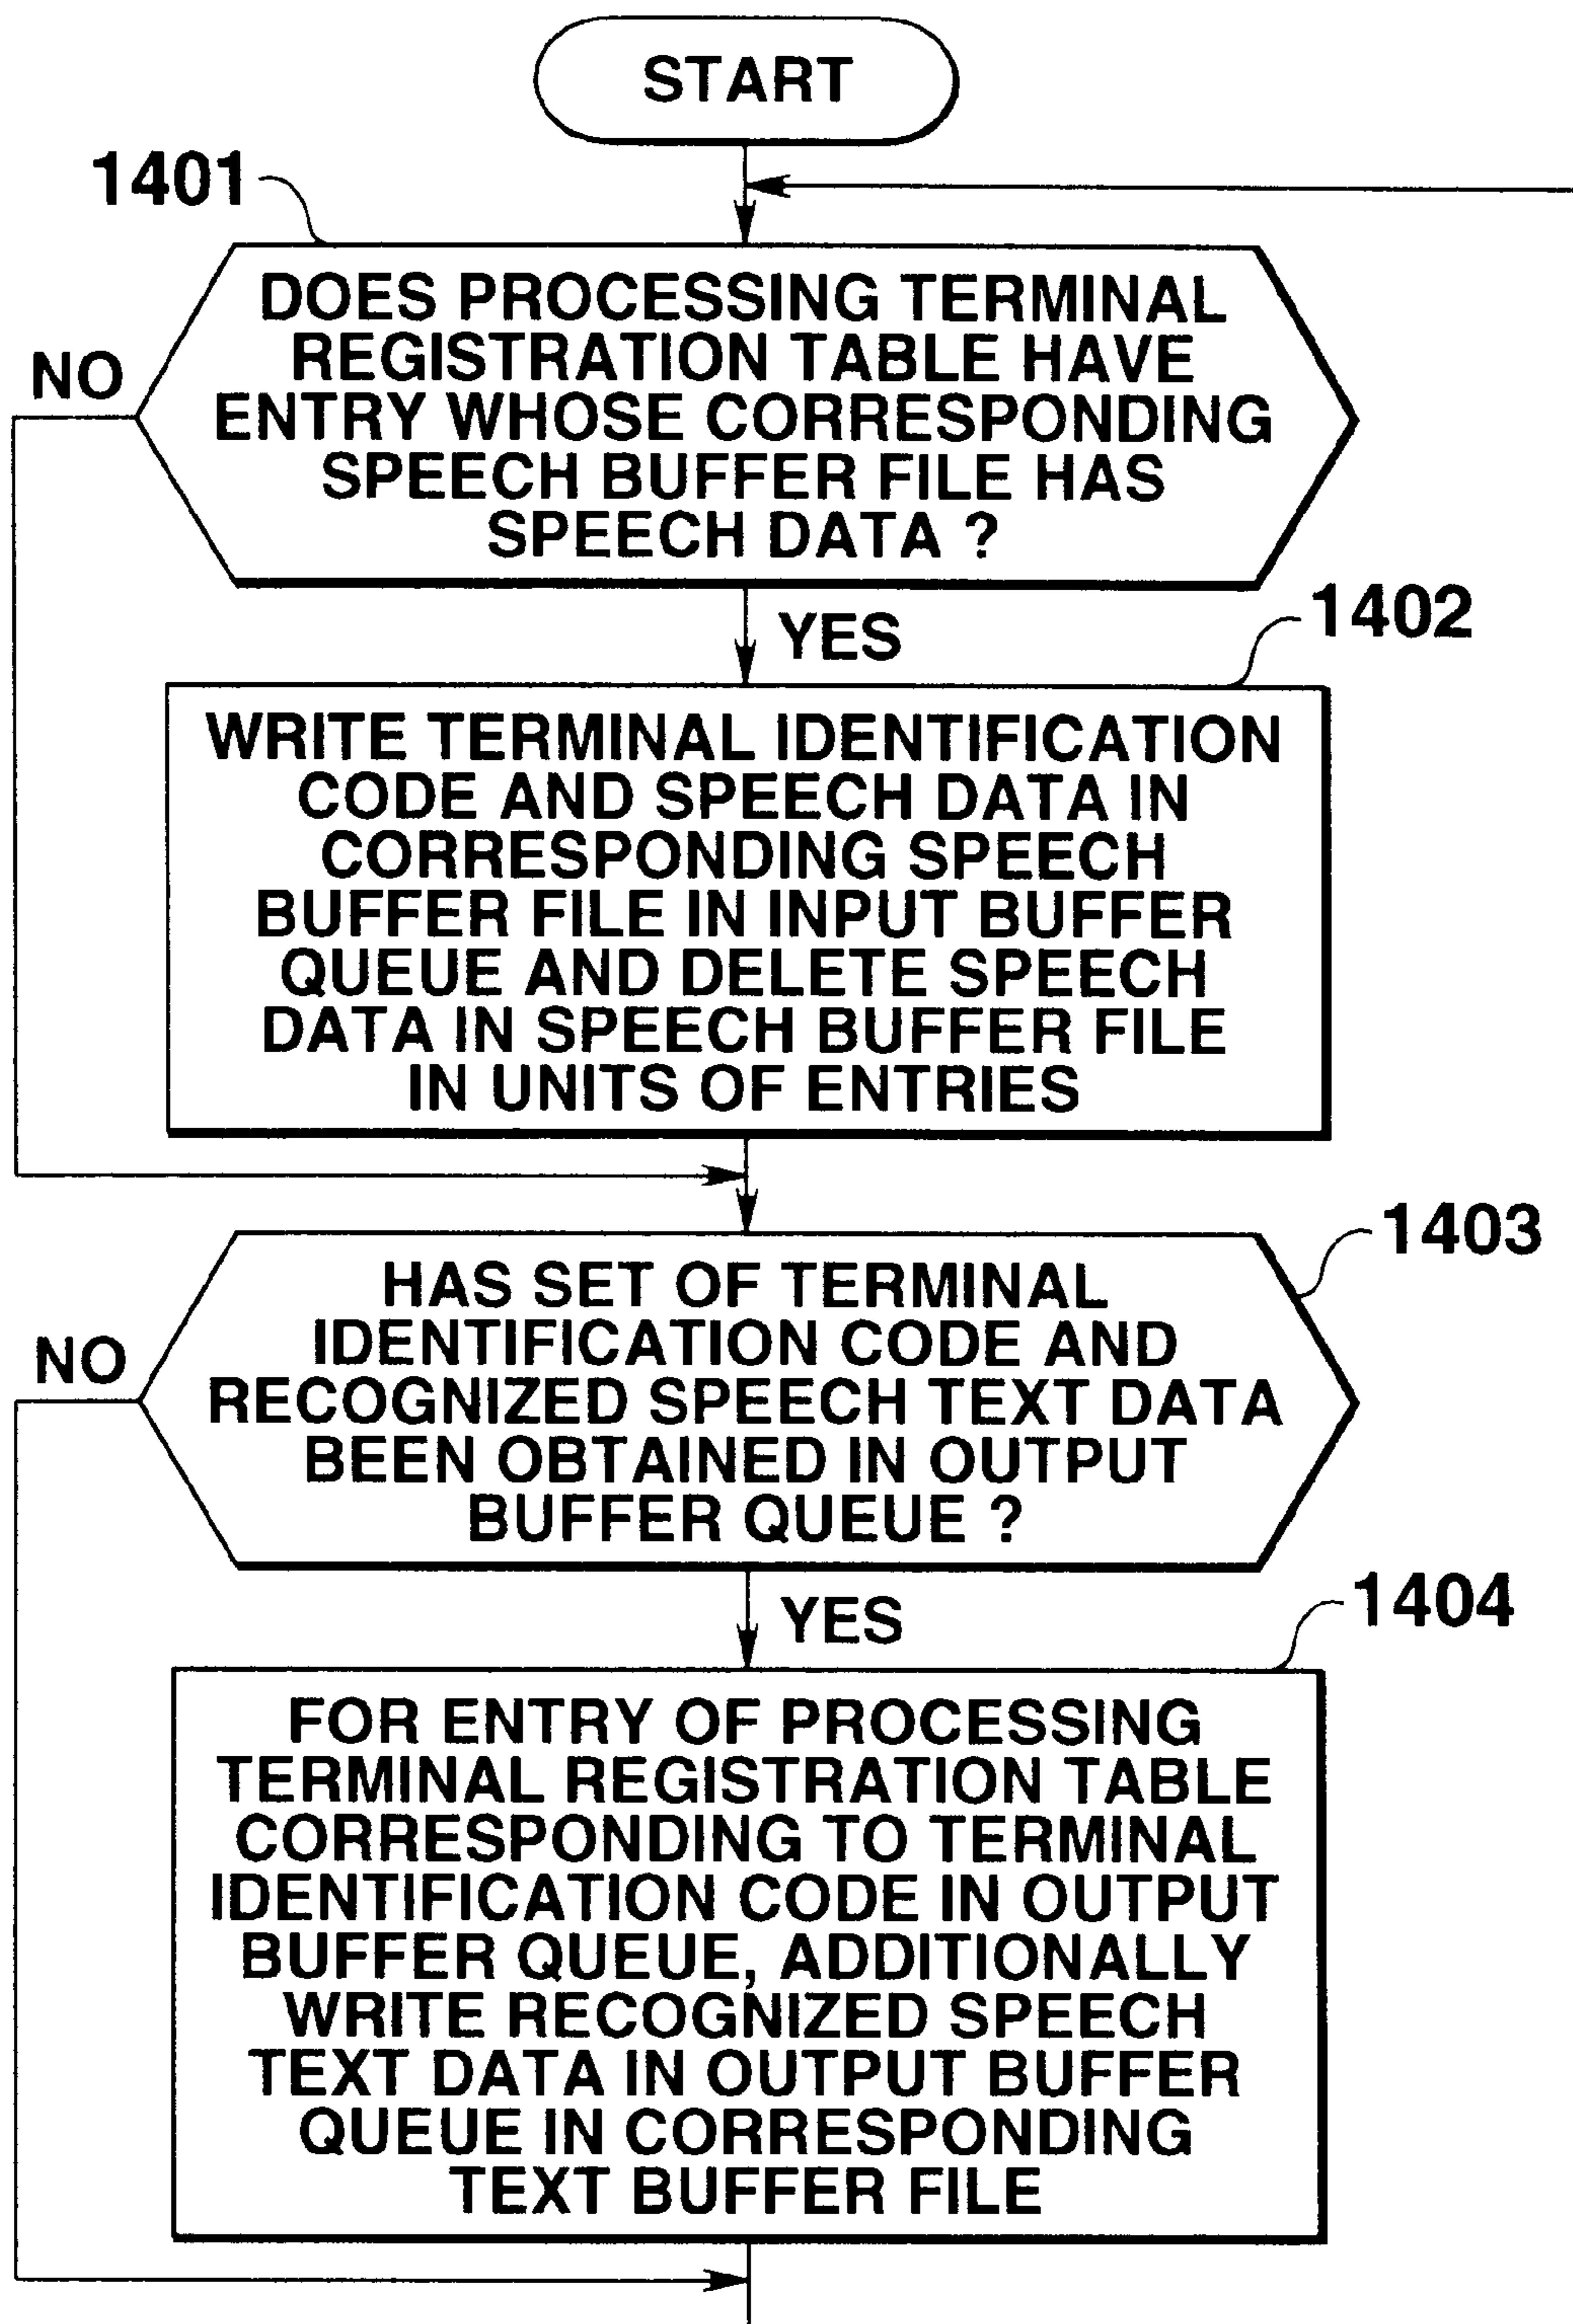 START
1401
DOES PROCESSING TERMINAL
REGISTRATION TABLE HAVE
ENTRY WHOSE CORRESPONDING
SPEECH BUFFER FILE HAS
SPEECH DATA ?
NO
YES
1402
WRITE TERMINAL IDENTIFICATION
CODE AND SPEECH DATA IN
CORRESPONDING SPEECH
BUFFER FILE IN INPUT BUFFER
QUEUE AND DELETE SPEECH
DATA IN SPEECH BUFFER FILE
IN UNITS OF ENTRIES
1403
HAS SET OF TERMINAL
IDENTIFICATION CODE AND
RECOGNIZED SPEECH TEXT DATA
BEEN OBTAINED IN OUTPUT
BUFFER QUEUE ?
NO
YES
1404
FOR ENTRY OF PROCESSING
TERMINAL REGISTRATION TABLE
CORRESPONDING TO TERMINAL
IDENTIFICATION CODE IN OUTPUT
BUFFER QUEUE, ADDITIONALLY
WRITE RECOGNIZED SPEECH
TEXT DATA IN OUTPUT BUFFER
QUEUE IN CORRESPONDING
TEXT BUFFER FILE